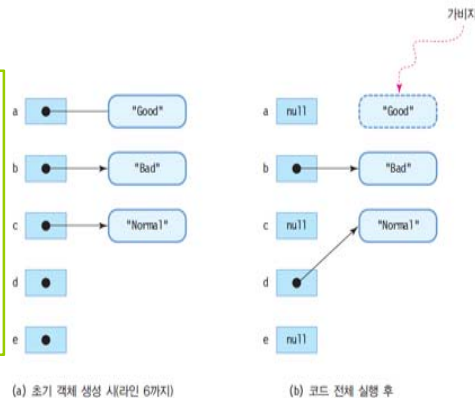 가비지
a "Good"
b "Bad"
c "Normal"
d
e
(a) 초기 객체 생성 시(라인 6까지)
a null "Good"
b "Bad"
c null "Normal"
d
e null
(b) 코드 전체 실행 후